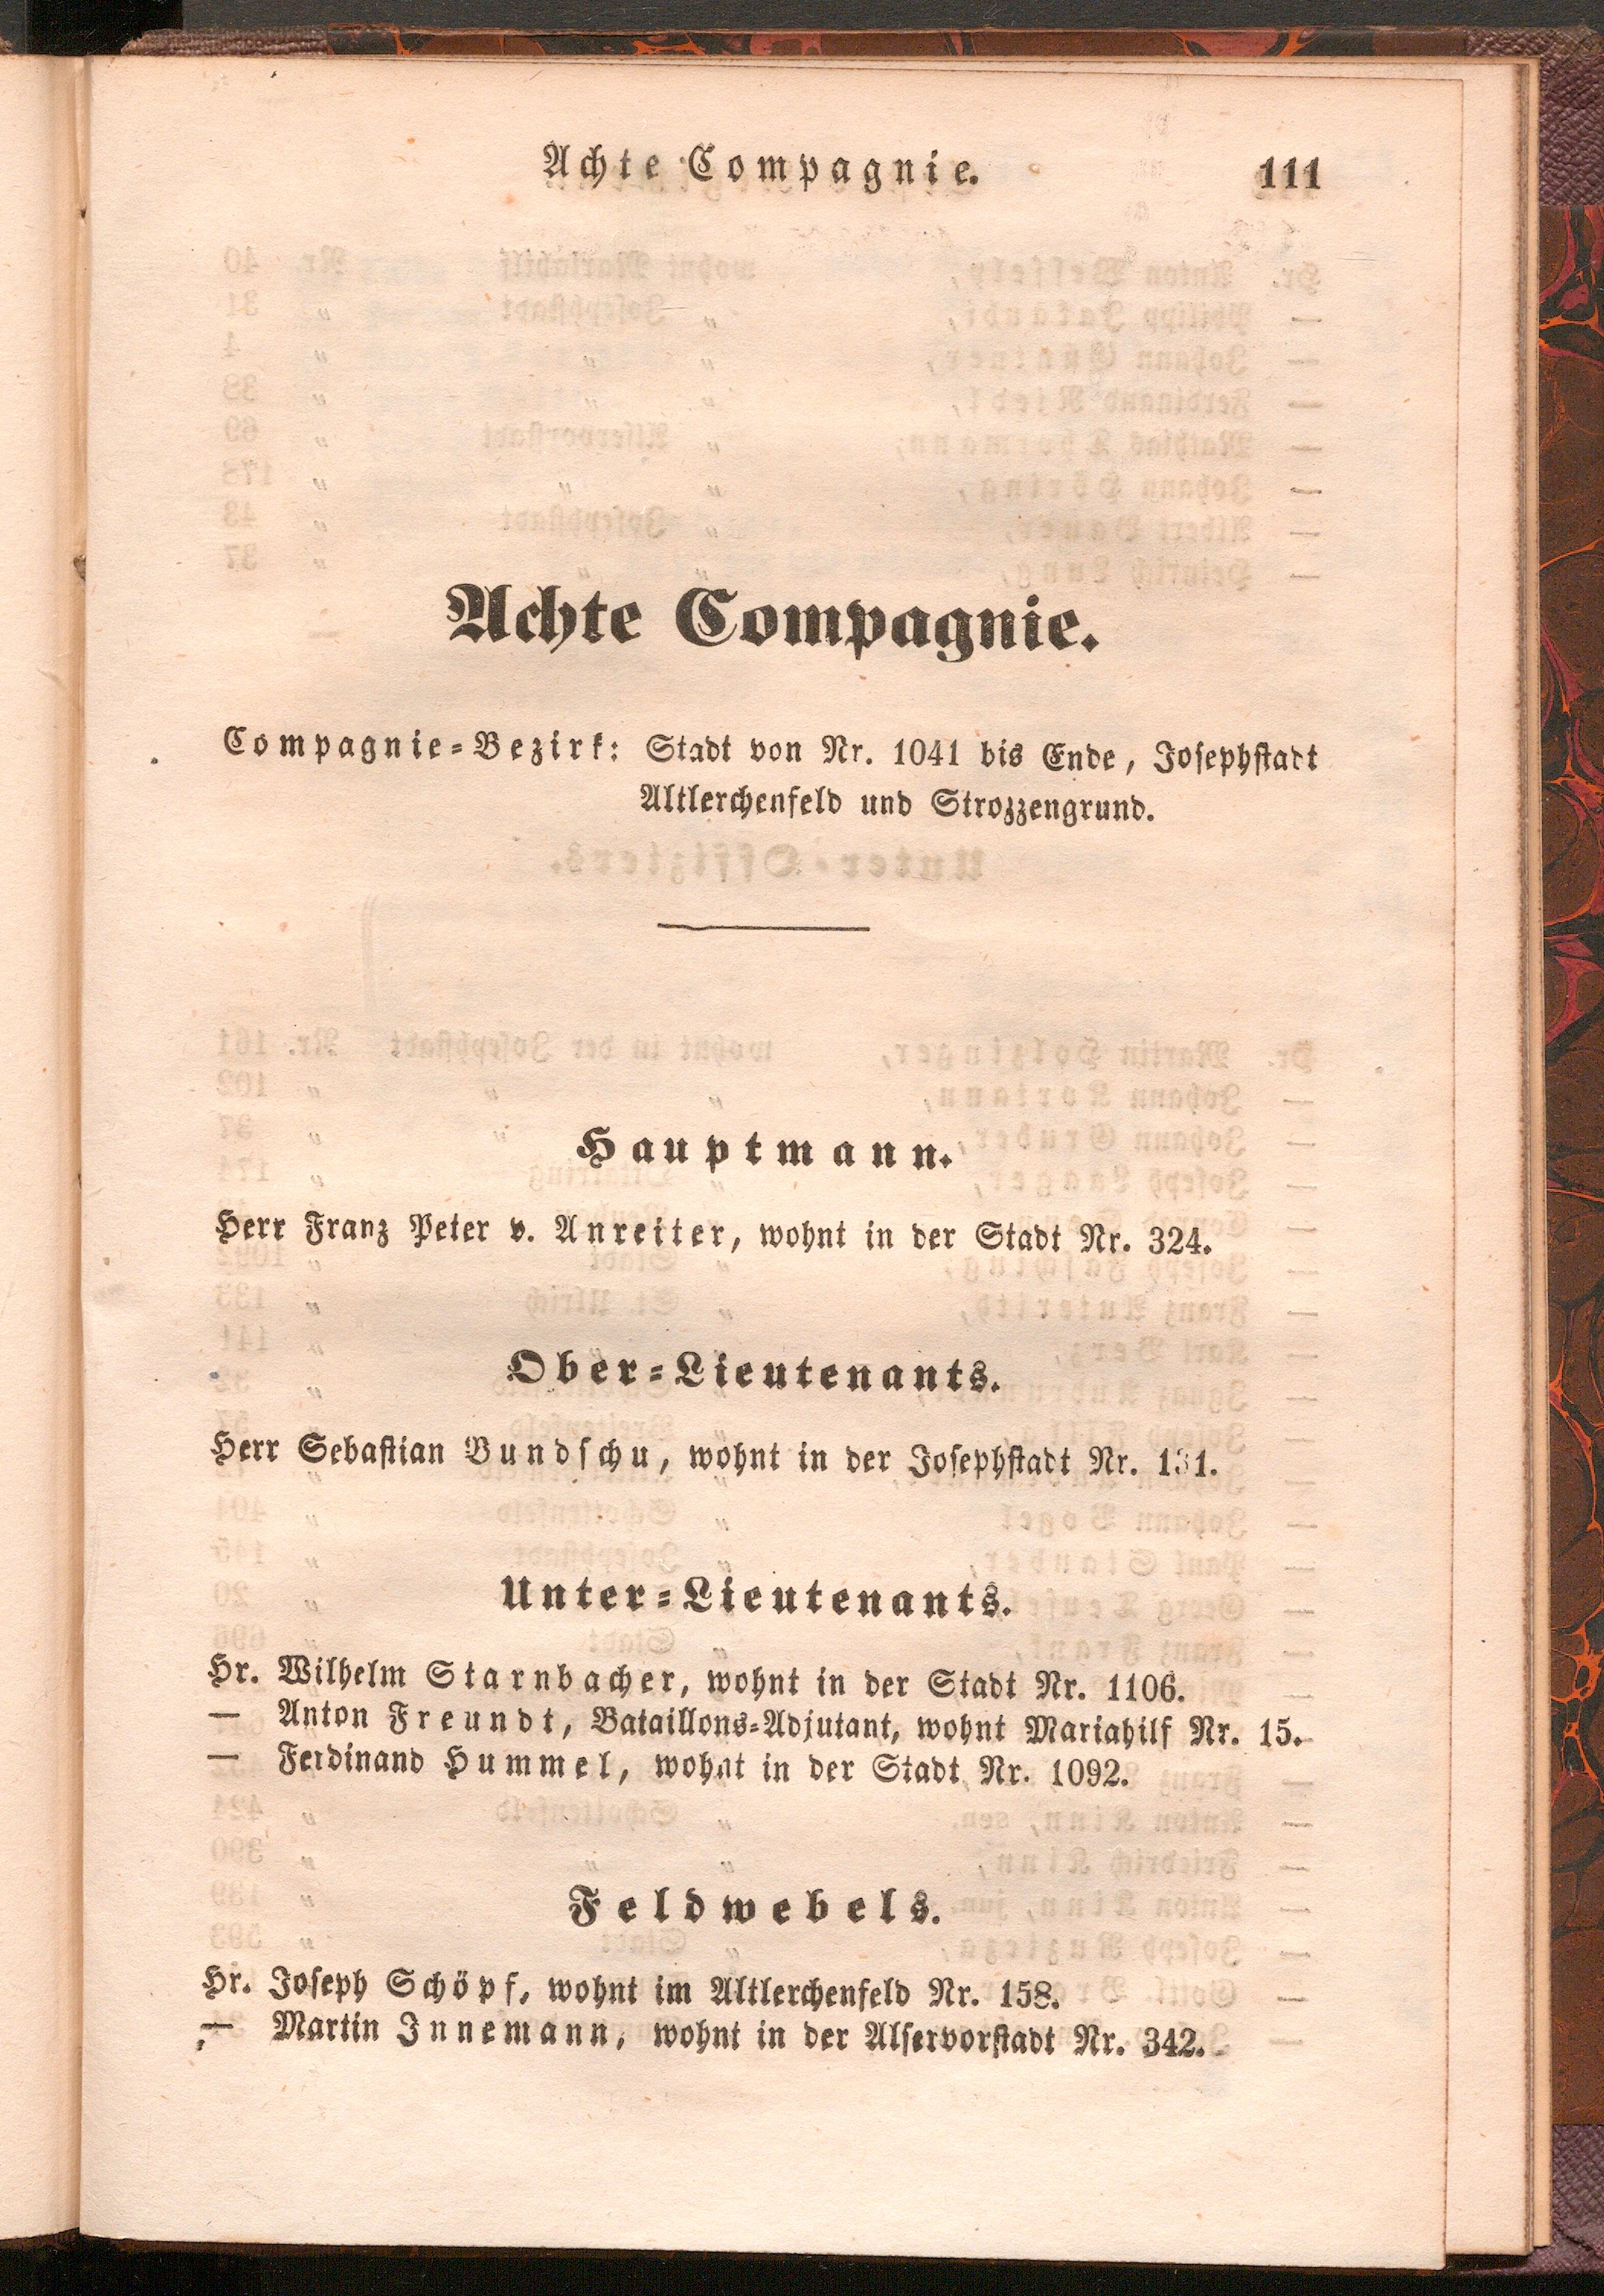 Achte Compagnie. 111
Achte Compagnie.
Compagnie-Bezirk: Stadt von Nr. 1041 bis Ende, Josephstadt
Altlerchenfeld und Strozzengrund.
Hauptmann.
Herr Franz Peter v. Anreiter, wohnt in der Stadt Nr. 324.
Ober-Lieutenants.
Herr Sebastian Bundschu, wohnt in der Josephstadt Nr. 131.
Unter-Lieutenants.
Hr. Wilhelm Starnbacher, wohnt in der Stadt Nr. 1106.
— Anton Freundt, Bataillons-Adjutant, wohnt Mariahilf Nr. 15.
— Ferdinand Hummel, wohnt in der Stadt Nr. 1092.
Feldwebels.
Hr. Joseph Schöpf, wohnt im Altlerchenfeld Nr. 158.
— Martin Innemann, wohnt in der Alservorstadt Nr. 342.